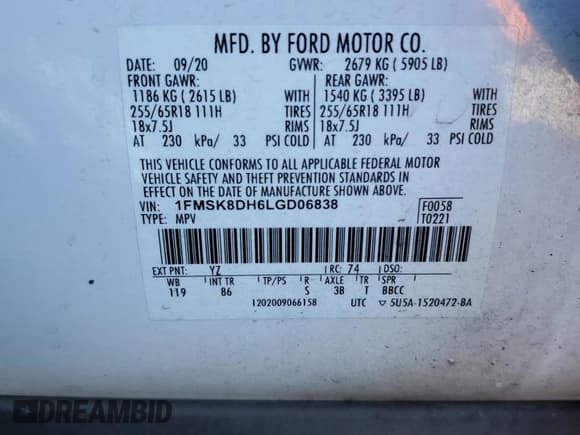 MFD. BY FORD MOTOR CO.
DATE: 09/20 GVWR: 2679 KG ( 5905 LB)
FRONT GAWR: REAR GAWR:
1186 KG ( 2615 LB) WITH 1540 KG ( 3395 LB) WITH
255/65R18 111H TIRES 255/65R18 111H TIRES
18x7.5J RIMS 18x7.5J RIMS
AT 230 kPa/ 33 PSI COLD AT 230 kPa/ 33 PSI COLD
THIS VEHICLE CONFORMS TO ALL APPLICABLE FEDERAL MOTOR
VEHICLE SAFETY AND THEFT PREVENTION STANDARDS IN
EFFECT ON THE DATE OF MANUFACTURE SHOWN ABOVE.
VIN: 1FMSK8DH6LGD06838 F0058
TYPE: MPV T0221
EXT PNT: YZ RC: 74 DSO:
WB INT TR TP/PS R AXLE TR SPR
119 86 S 3B T BBCC
1202009066158 UTC ▽ 5U5A-1520472-BA
DREAMBID